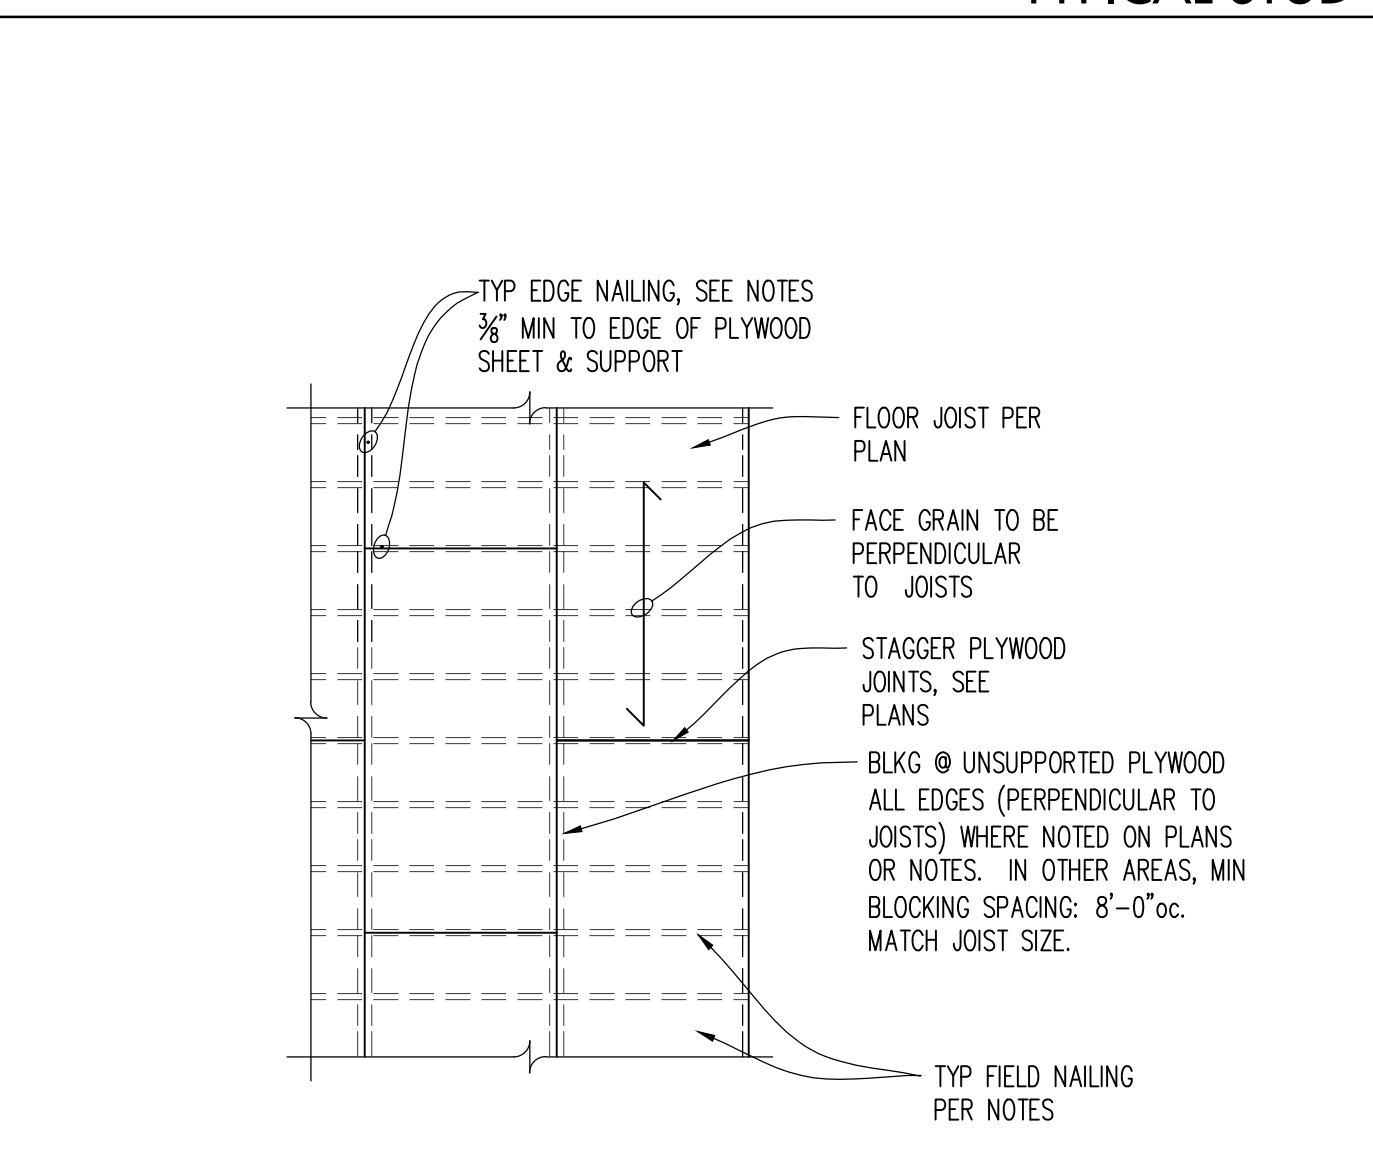 TYP EDGE NAILING, SEE NOTES
⅜" MIN TO EDGE OF PLYWOOD
SHEET & SUPPORT
FLOOR JOIST PER
PLAN
FACE GRAIN TO BE
PERPENDICULAR
TO JOISTS
STAGGER PLYWOOD
JOINTS, SEE
PLANS
BLKG @ UNSUPPORTED PLYWOOD
ALL EDGES (PERPENDICULAR TO
JOISTS) WHERE NOTED ON PLANS
OR NOTES. IN OTHER AREAS, MIN
BLOCKING SPACING: 8'-0"oc.
MATCH JOIST SIZE.
TYP FIELD NAILING
PER NOTES